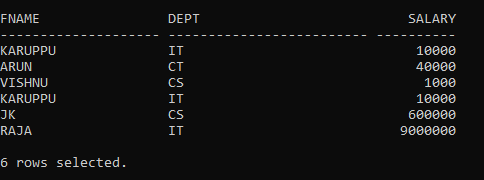 FNAME                DEPT                          SALARY
-------------------- ------------------------- ----------
KARUPPU              IT                             10000
ARUN                 CT                             40000
VISHNU               CS                              1000
KARUPPU              IT                             10000
JK                   CS                            600000
RAJA                 IT                           9000000
6 rows selected.